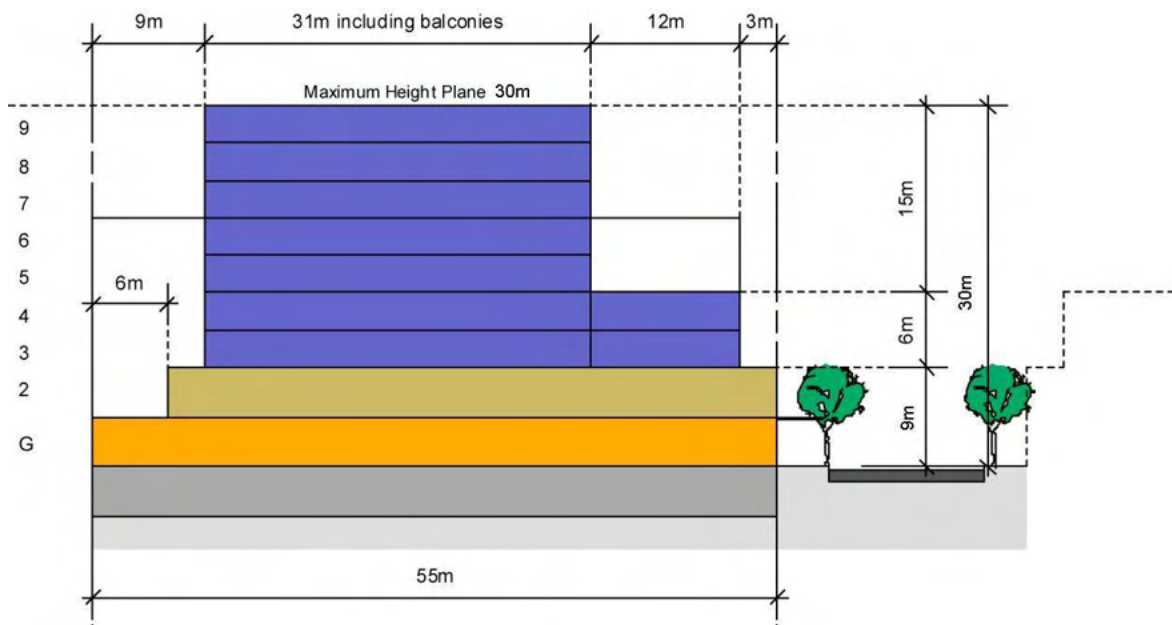 9m
31m including balconies
12m
3m
Maximum Height Plane 30m
9
8
7
6
5
4
3
2
G
6m
15m
30m
6m
9m
55m